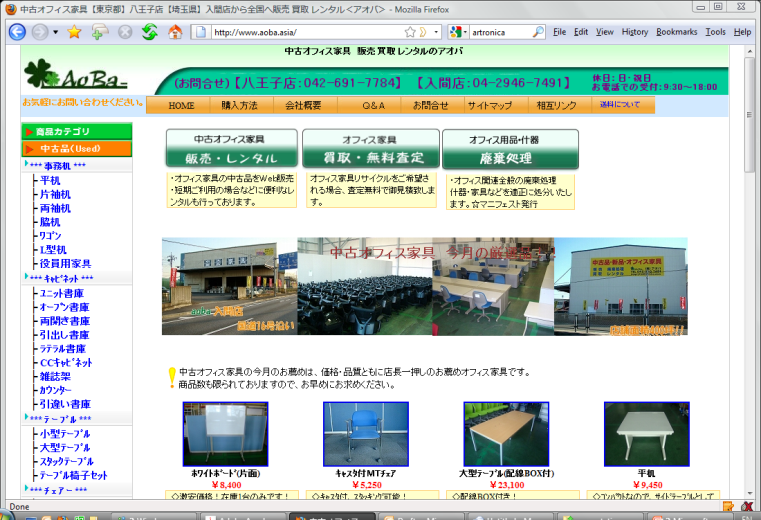 中古オフィス家具【東京都】八王子店【埼玉県】入間店から全国へ販売 買取 レンタル<アオバ> - Mozilla Firefox
http://www.aoba.asia/
artronica
File Edit View History Bookmarks Tools Help
中古オフィス家具 販売 買取 レンタルのアオバ
AoBa
(お問合せ)【八王子店:042-691-7784】 【入間店:04-2946-7491】
休日:日・祝日
お電話での受付:9:30~18:00
お気軽にお問い合わせください。
HOME 購入方法 会社概要 Q&A お問合せ サイトマップ 相互リンク 送料について
商品カテゴリ
中古品(Used)
*** 事務机 ***
平机
片袖机
両袖机
脇机
ワゴン
L型机
役員用家具
*** キャビネット ***
ユニット書庫
オープン書庫
両開き書庫
引出し書庫
ラテラル書庫
CCキャビネット
雑誌架
カウンター
引違い書庫
*** テーブル ***
小型テーブル
大型テーブル
スタックテーブル
テーブル椅子セット
*** チェアー ***
中古オフィス家具
販売・レンタル
・オフィス家具の中古品をWeb販売
・短期ご利用の場合などに便利なレ
ンタルも行っております。
オフィス家具
買取・無料査定
オフィス家具リサイクルをご希望さ
れる場合、査定無料で御見積致しま
す。
オフィス用品・什器
廃棄処理
・オフィス関連全般の廃棄処理
什器・家具などを適正に処分いたし
ます。☆マニフェスト発行
中古オフィス家具 今月の
aoba 入間店
国道16号沿い
中古品・新品・オフィス家具
中古オフィス家具の今月のお薦めは、価格・品質ともに店長一押しのお薦めオフィス家具です。
商品数も限られておりますので、お早めにお求めください。
ホワイトボード(片面)
¥8,400
◇激安価格!在庫1台のみです!
キャスタ付MTチェア
¥5,250
◇キャスタ付、スタッキング可能!
大型テーブル(配線BOX付)
¥23,100
◇配線BOX付き!
平机
¥9,450
◇コンパクトなので、サイドテーブルとして
Done